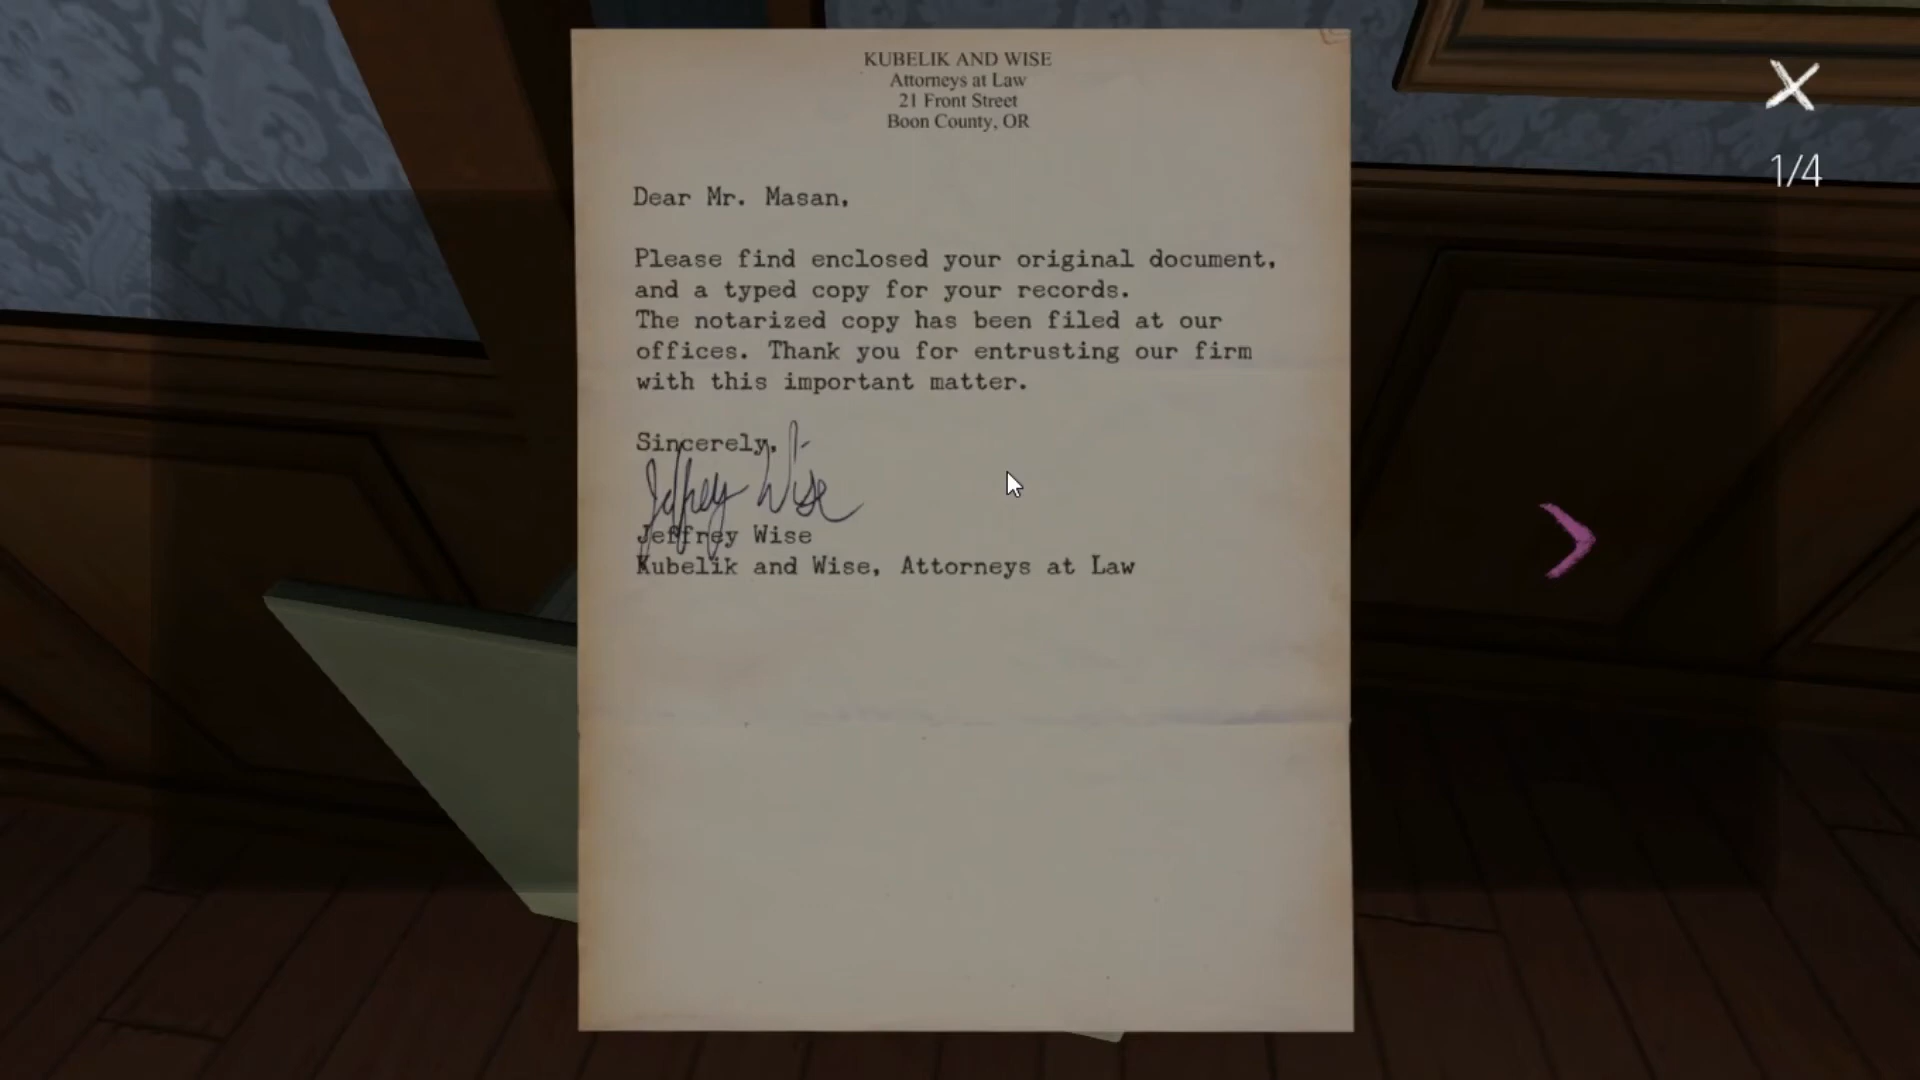 KUBELIK AND WISE
Attorneys at Law
21 Front Street
Boon County, OR
1/4
Dear Mr. Masan,
Please find enclosed your original document,
and a typed copy for your records.
The notarized copy has been filed at our
offices. Thank you for entrusting our firm
with this important matter.
Sincerely,
Jeffrey Wise
Jeffrey Wise
Kubelik and Wise, Attorneys at Law